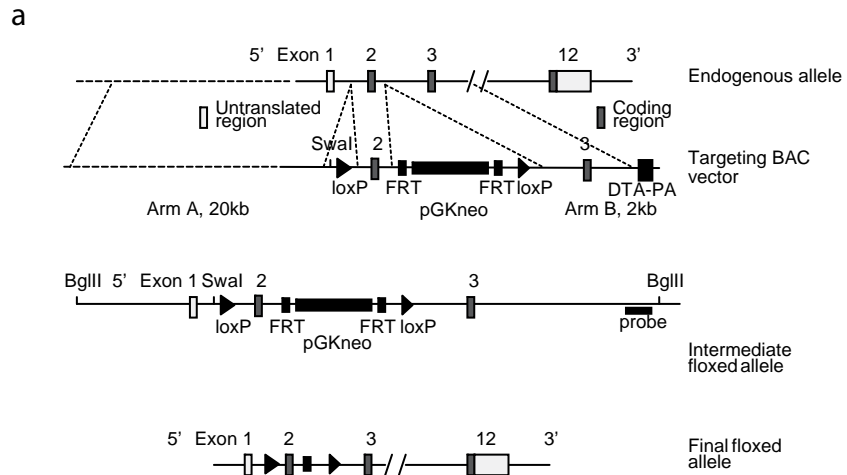 a
5’ Exon 1 2 3 12 3’
Endogenous allele
Untranslated
region
Coding
region
SwaI 2 3
Targeting BAC
vector
loxP FRT FRT loxP DTA-PA
pGKneo
Arm A, 20kb Arm B, 2kb
BglII 5’ Exon 1 SwaI 2 3 BglII
loxP FRT FRT loxP probe
pGKneo
Intermediate
floxed allele
5’ Exon 1 2 3 12 3’
Final floxed
allele